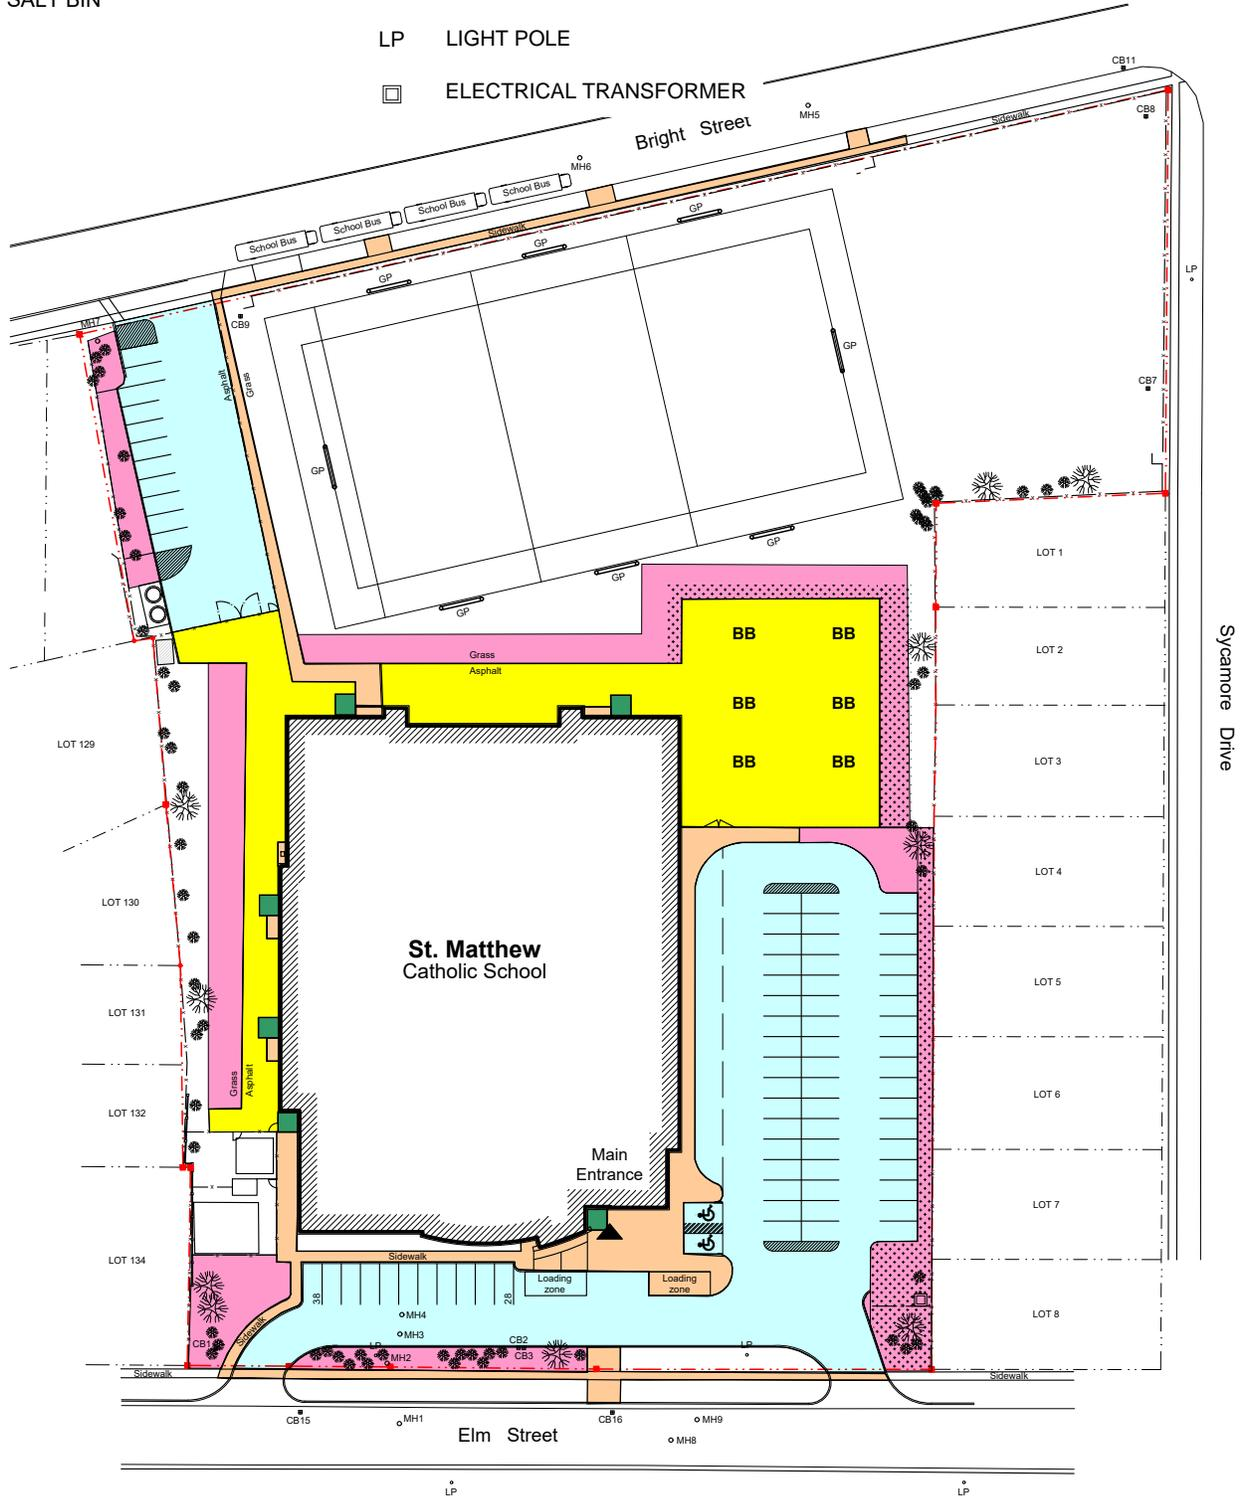 SALT BIN
LP LIGHT POLE
ELECTRICAL TRANSFORMER
CB11
CB8
MH5
Sidewalk
Bright Street
MH6
School Bus
School Bus
School Bus
School Bus
Sidewalk
GP
GP
GP
LP
MH7
CB9
GP
CB7
Asphalt
Grass
GP
GP
GP
GP
LOT 1
LOT 2
LOT 3
LOT 4
LOT 5
LOT 6
LOT 7
LOT 8
Sycamore Drive
Grass
Asphalt
BB BB
BB BB
BB BB
LOT 129
LOT 130
LOT 131
LOT 132
LOT 134
St. Matthew
Catholic School
Grass
Asphalt
Main
Entrance
Sidewalk
Loading
zone
Loading
zone
38
28
MH4
MH3
CB1
Sidewalk
LP
MH2
CB2
CB3
LP
Sidewalk
Sidewalk
CB15
MH1
CB16
MH9
MH8
Elm Street
LP
LP